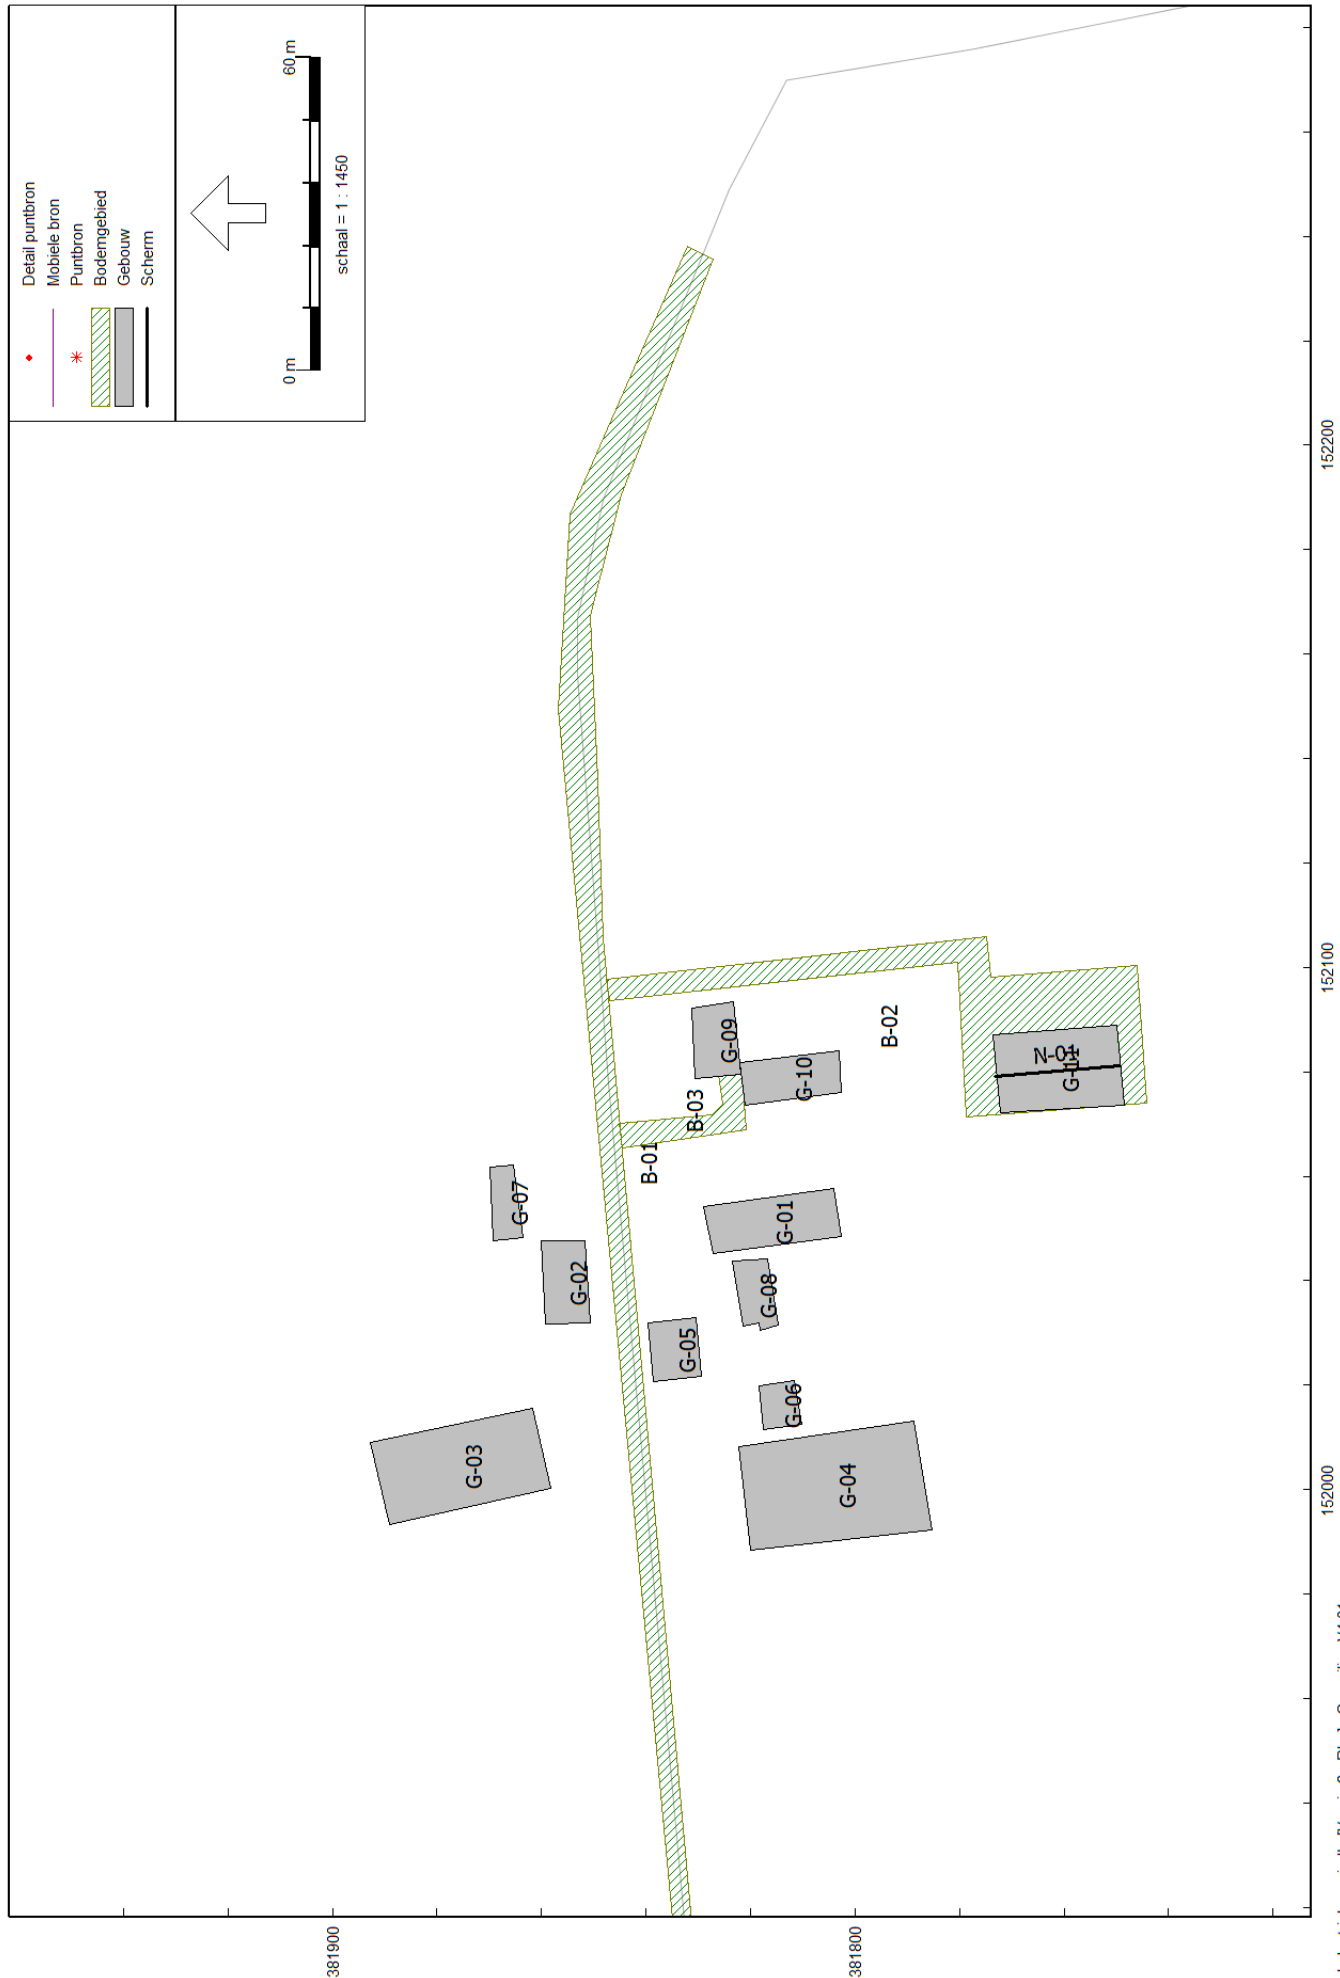 Detail puntbron
Mobiele bron
Puntbron
Bodemgebied
Gebouw
Scherm
0 m
60 m
schaal = 1 : 1450
G-03
G-02
G-07
G-05
B-01
B-03
G-09
G-08
G-01
G-06
G-10
G-04
B-02
N-01
G-11
381900
381800
152000
152100
152200